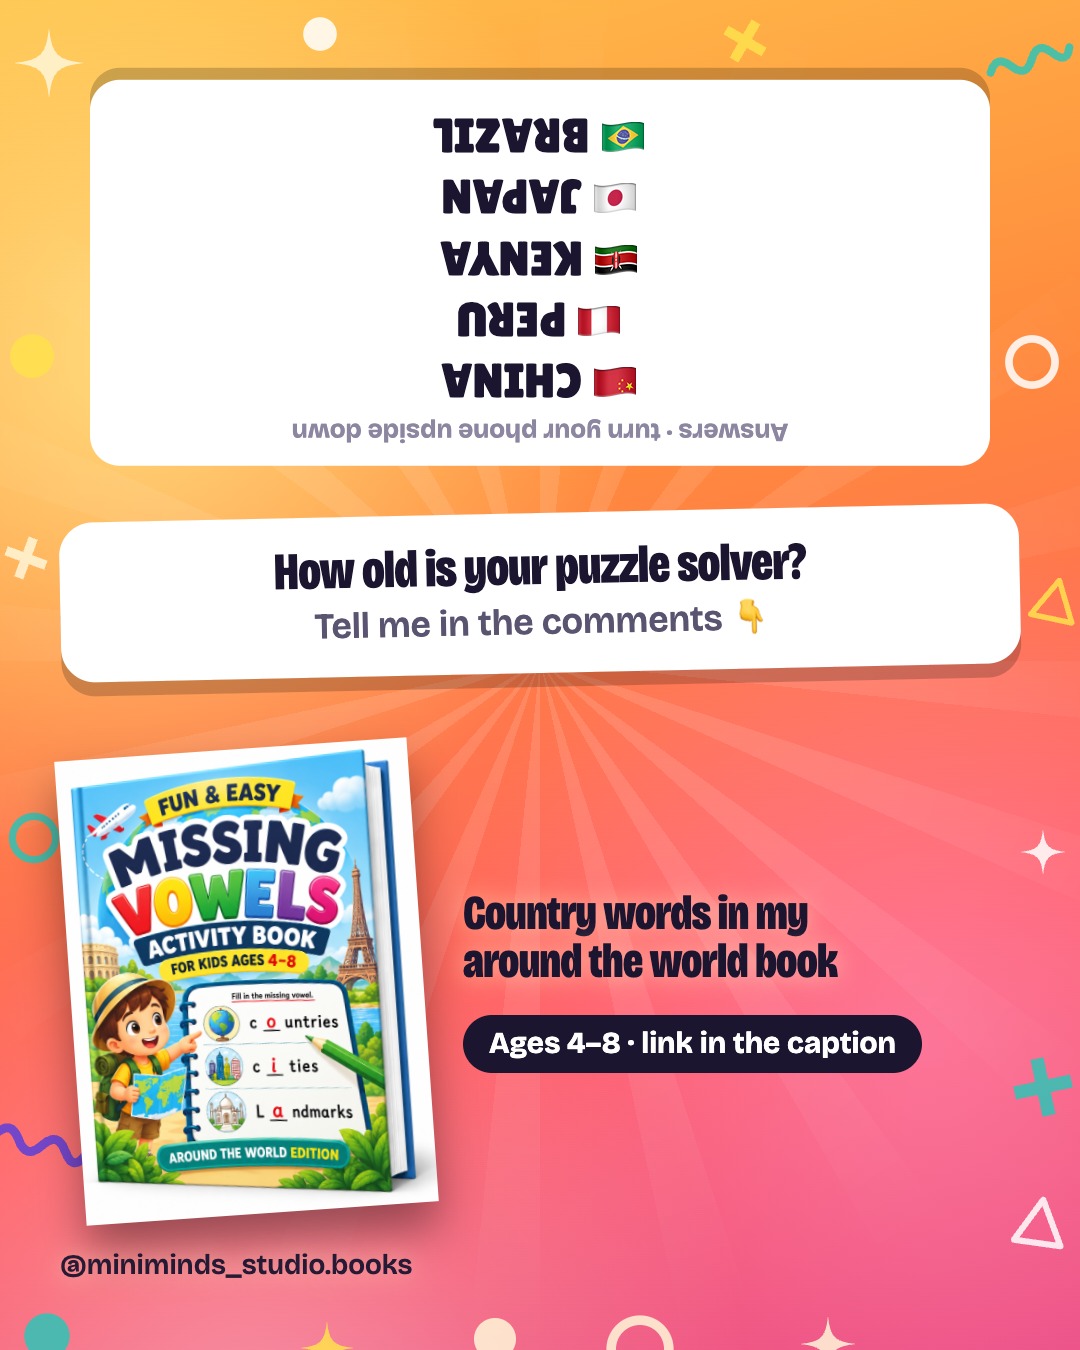 BRAZIL
JAPAN
KENYA
PERU
CHINA
Answers · turn your phone upside down
How old is your puzzle solver?
Tell me in the comments 👇
FUN & EASY
MISSING
VOWELS
ACTIVITY BOOK
FOR KIDS AGES 4–8
Fill in the missing vowel.
c o untries
c i ties
L a ndmarks
AROUND THE WORLD EDITION
Country words in my
around the world book
Ages 4–8 · link in the caption
@miniminds_studio.books